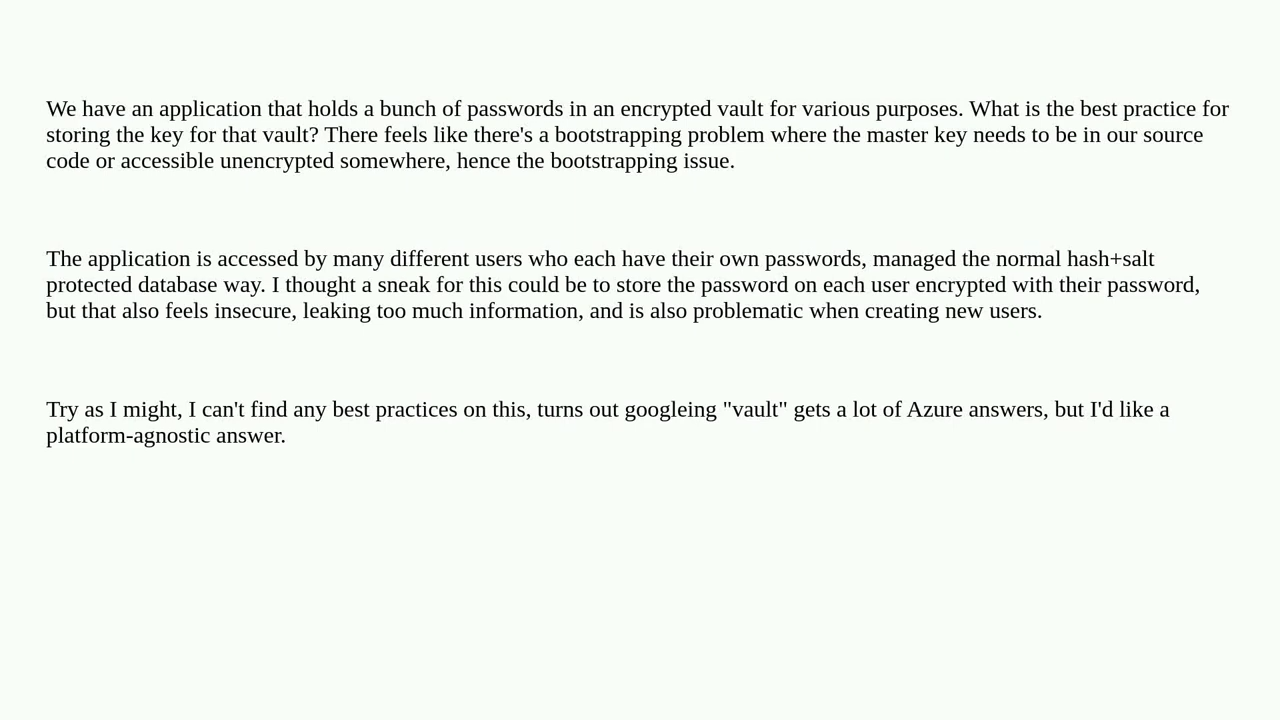 We have an application that holds a bunch of passwords in an encrypted vault for various purposes. What is the best practice for
storing the key for that vault? There feels like there's a bootstrapping problem where the master key needs to be in our source
code or accessible unencrypted somewhere, hence the bootstrapping issue.
The application is accessed by many different users who each have their own passwords, managed the normal hash+salt
protected database way. I thought a sneak for this could be to store the password on each user encrypted with their password,
but that also feels insecure, leaking too much information, and is also problematic when creating new users.
Try as I might, I can't find any best practices on this, turns out googleing "vault" gets a lot of Azure answers, but I'd like a
platform-agnostic answer.